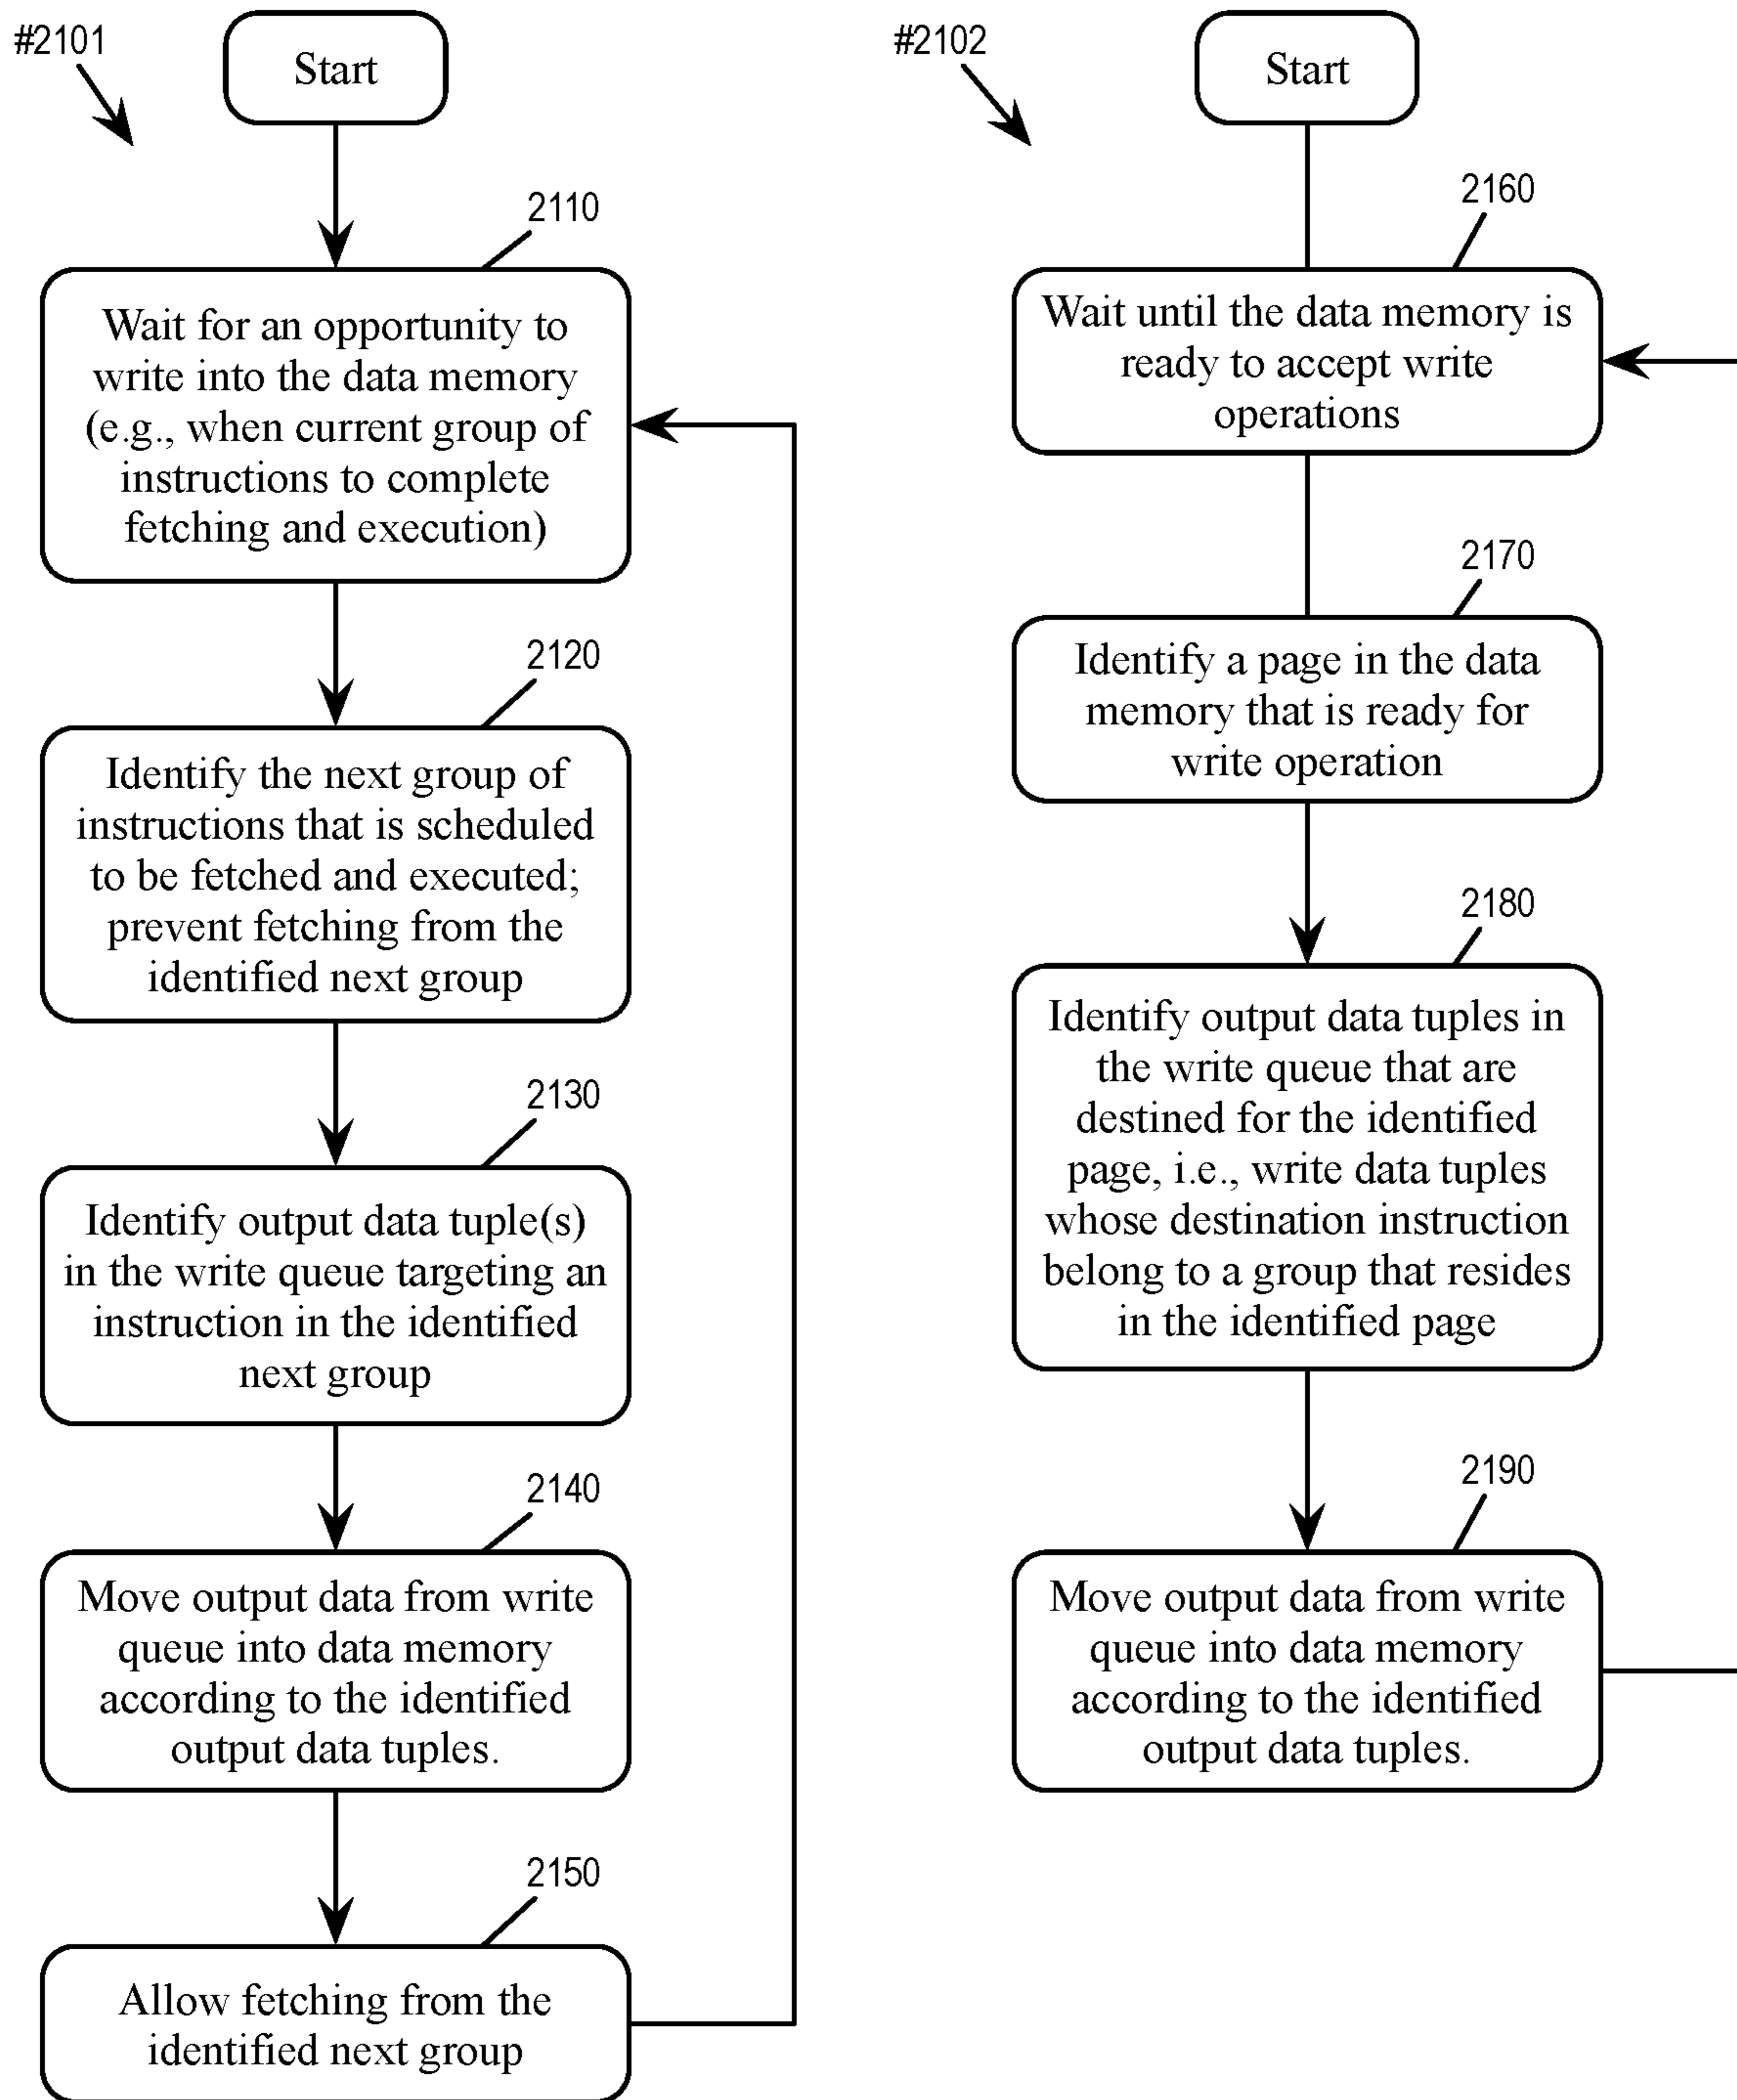 #2101
Start
2110
Wait for an opportunity to
write into the data memory
(e.g., when current group of
instructions to complete
fetching and execution)
2120
Identify the next group of
instructions that is scheduled
to be fetched and executed;
prevent fetching from the
identified next group
2130
Identify output data tuple(s)
in the write queue targeting an
instruction in the identified
next group
2140
Move output data from write
queue into data memory
according to the identified
output data tuples.
2150
Allow fetching from the
identified next group
#2102
Start
2160
Wait until the data memory is
ready to accept write
operations
2170
Identify a page in the data
memory that is ready for
write operation
2180
Identify output data tuples in
the write queue that are
destined for the identified
page, i.e., write data tuples
whose destination instruction
belong to a group that resides
in the identified page
2190
Move output data from write
queue into data memory
according to the identified
output data tuples.